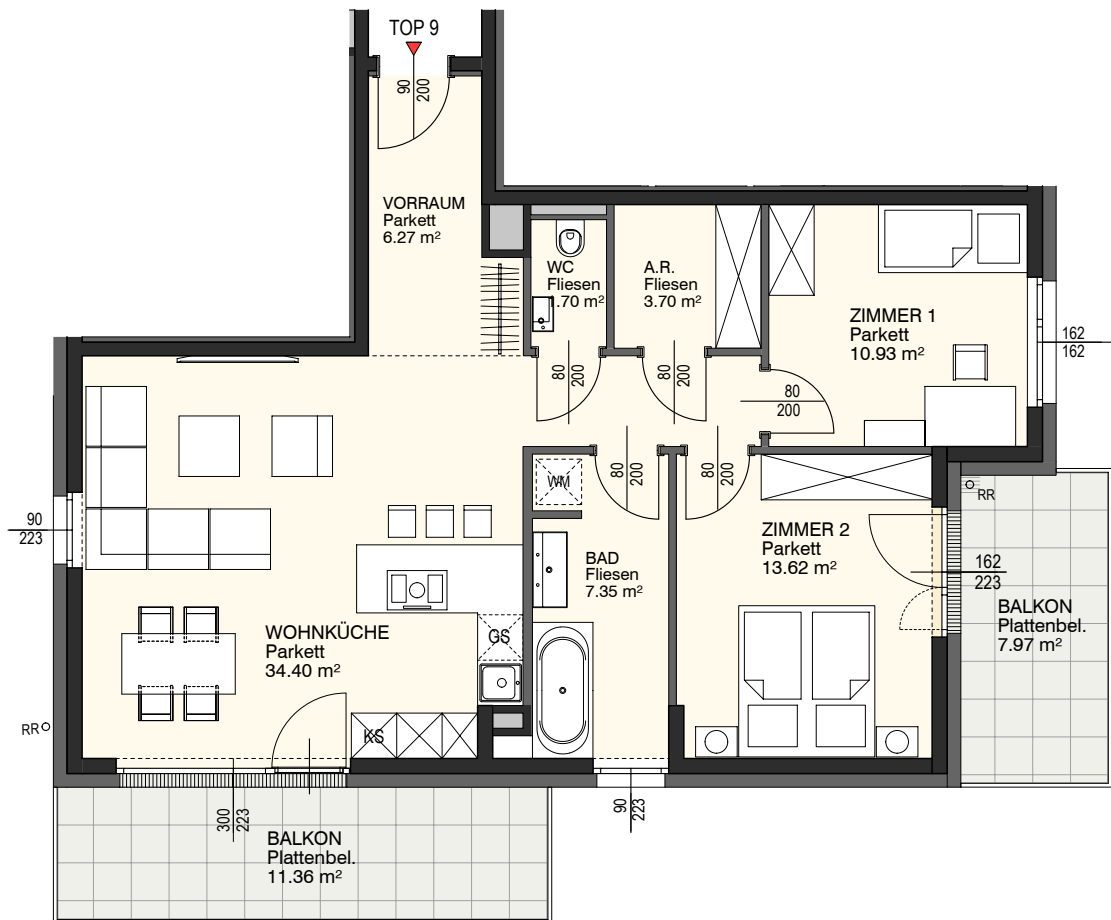 TOP 9
90
200
VORRAUM
Parkett
6.27 m²
WC
Fliesen
1.70 m²
A.R.
Fliesen
3.70 m²
ZIMMER 1
Parkett
10.93 m²
162
162
80
200
80
200
80
200
80
200
80
200
WM
90
223
BAD
Fliesen
7.35 m²
ZIMMER 2
Parkett
13.62 m²
RR
162
223
BALKON
Plattenbel.
7.97 m²
WOHNKÜCHE
Parkett
34.40 m²
GS
RR
KS
300
223
90
223
BALKON
Plattenbel.
11.36 m²